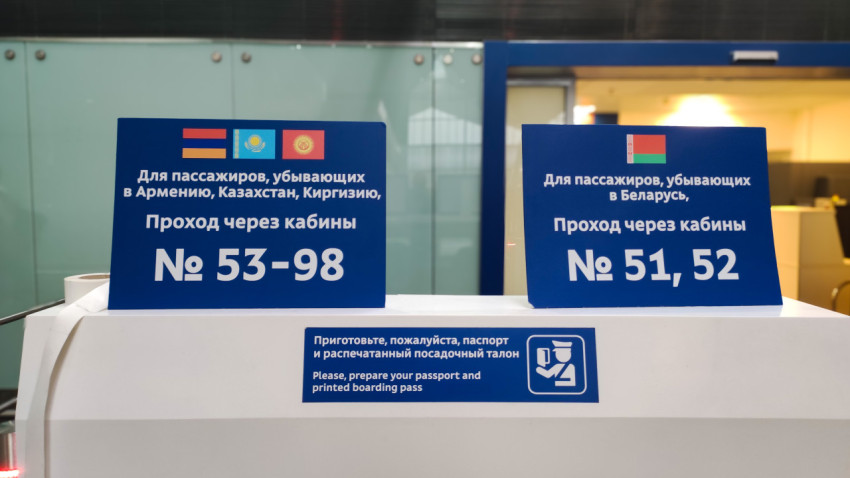 Для пассажиров, убывающих
в Армению, Казахстан, Киргизию,
Проход через кабины
№ 53-98
Для пассажиров, убывающих
в Беларусь,
Проход через кабины
№ 51, 52
Приготовьте, пожалуйста, паспорт
и распечатанный посадочный талон
Please, prepare your passport and
printed boarding pass